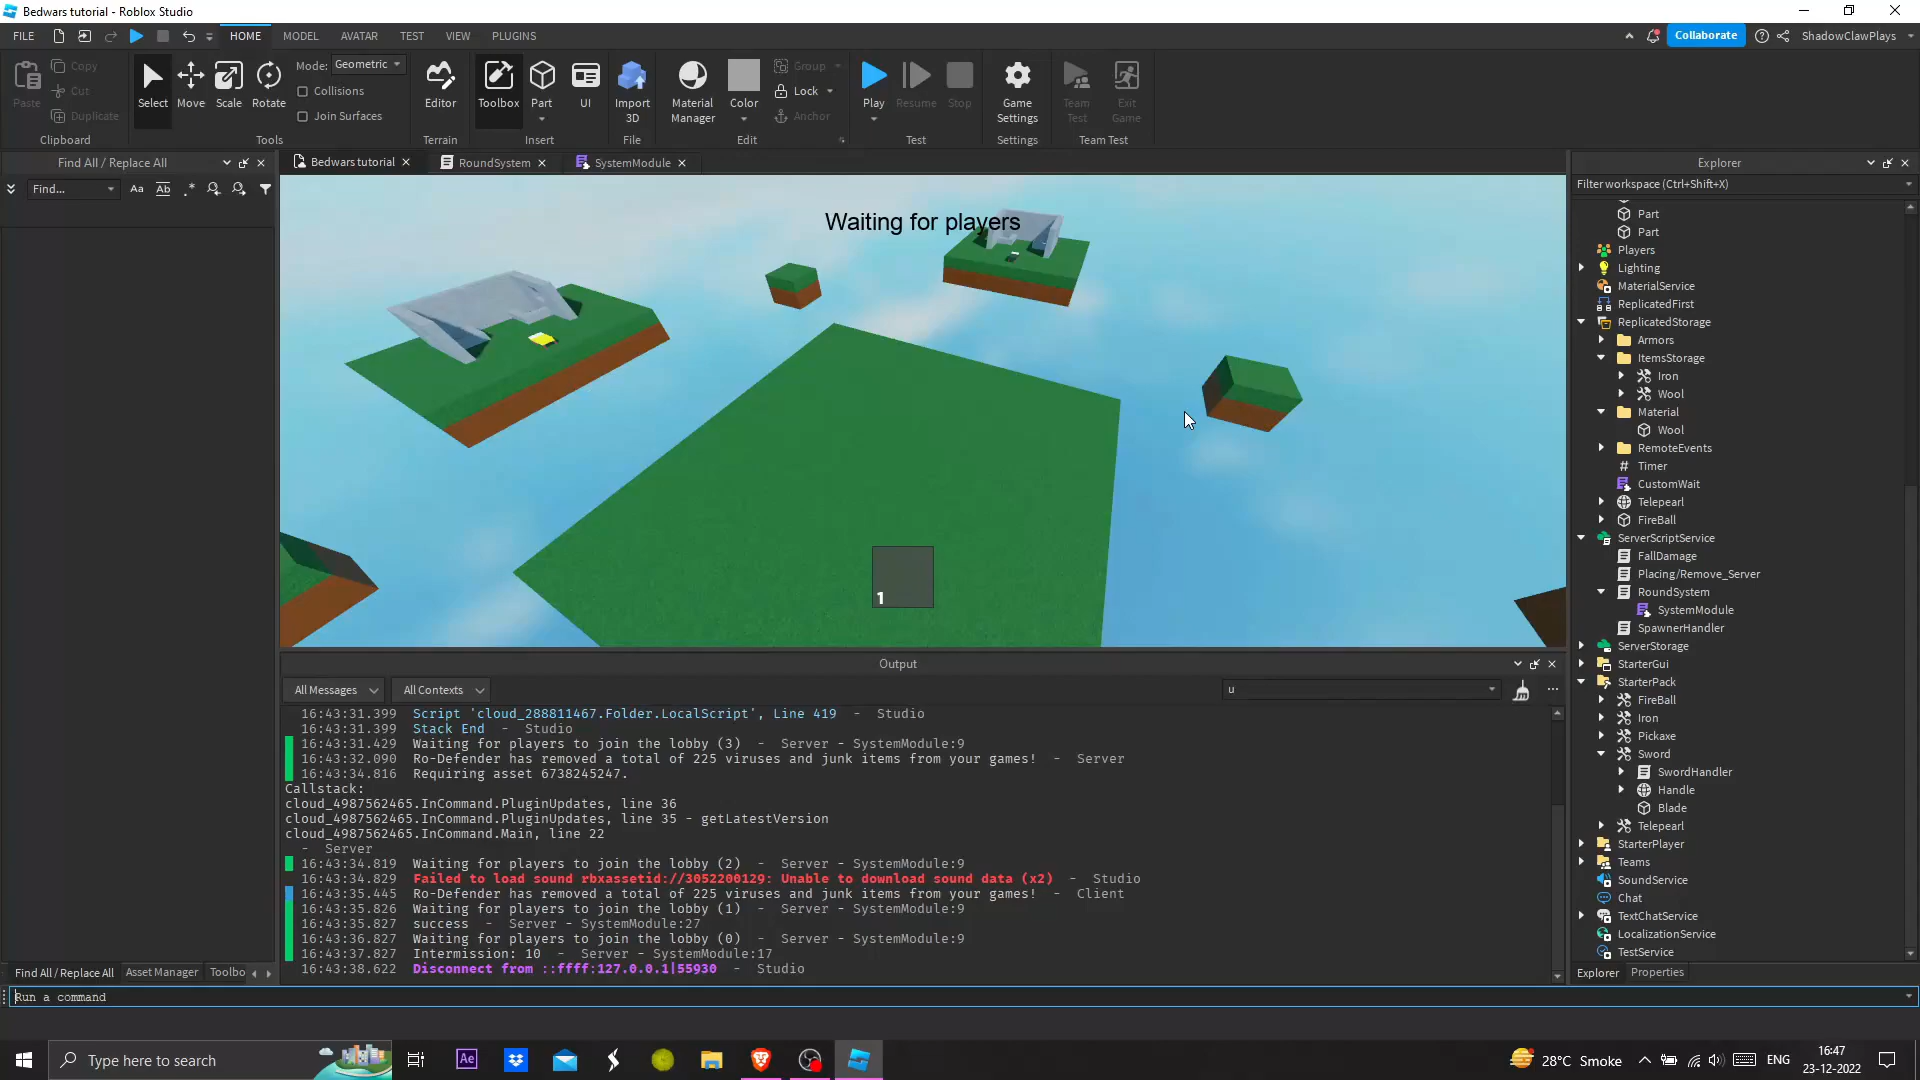 Bedwars tutorial - Roblox Studio
FILE HOME MODEL AVATAR TEST VIEW PLUGINS Collaborate ShadowClawPlays
Paste Copy Cut Duplicate Clipboard
Select Move Scale Rotate Tools
Mode: Geometric
Collisions
Join Surfaces
Editor Terrain
Toolbox Part UI Insert
Import 3D File
Material Manager Color Group Lock Anchor Edit
Play Resume Stop Test
Game Settings Settings
Team Test Exit Game Team Test
Find All / Replace All
Find... Aa Ab .*
Bedwars tutorial RoundSystem SystemModule
Waiting for players
1
Output
All Messages All Contexts u
16:43:31.399 Script 'cloud_288811467.Folder.LocalScript', Line 419 - Studio
16:43:31.399 Stack End - Studio
16:43:31.429 Waiting for players to join the lobby (3) - Server - SystemModule:9
16:43:32.090 Ro-Defender has removed a total of 225 viruses and junk items from your games! - Server
16:43:34.816 Requiring asset 6738245247.
Callstack:
cloud_4987562465.InCommand.PluginUpdates, line 36
cloud_4987562465.InCommand.PluginUpdates, line 35 - getLatestVersion
cloud_4987562465.InCommand.Main, line 22
- Server
16:43:34.819 Waiting for players to join the lobby (2) - Server - SystemModule:9
16:43:34.829 Failed to load sound rbxassetid://3052200129: Unable to download sound data (x2) - Studio
16:43:35.445 Ro-Defender has removed a total of 225 viruses and junk items from your games! - Client
16:43:35.826 Waiting for players to join the lobby (1) - Server - SystemModule:9
16:43:35.827 success - Server - SystemModule:27
16:43:36.827 Waiting for players to join the lobby (0) - Server - SystemModule:9
16:43:37.827 Intermission: 10 - Server - SystemModule:17
16:43:38.622 Disconnect from ::ffff:127.0.0.1|55930 - Studio
Explorer
Filter workspace (Ctrl+Shift+X)
Part
Part
Players
Lighting
MaterialService
ReplicatedFirst
ReplicatedStorage
Armors
ItemsStorage
Iron
Wool
Material
Wool
RemoteEvents
# Timer
CustomWait
Telepearl
FireBall
ServerScriptService
FallDamage
Placing/Remove_Server
RoundSystem
SystemModule
SpawnerHandler
ServerStorage
StarterGui
StarterPack
FireBall
Iron
Pickaxe
Sword
SwordHandler
Handle
Blade
Telepearl
StarterPlayer
Teams
SoundService
Chat
TextChatService
LocalizationService
TestService
Find All / Replace All Asset Manager Toolbo
Explorer Properties
Run a command
Type here to search
Ae
28°C Smoke
ENG
16:47
23-12-2022